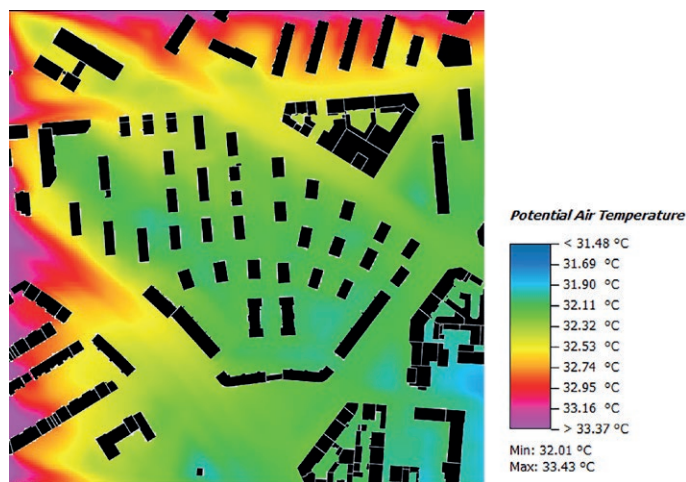 Potential Air Temperature
< 31.48 °C
31.69 °C
31.90 °C
32.11 °C
32.32 °C
32.53 °C
32.74 °C
32.95 °C
33.16 °C
> 33.37 °C
Min: 32.01 °C
Max: 33.43 °C